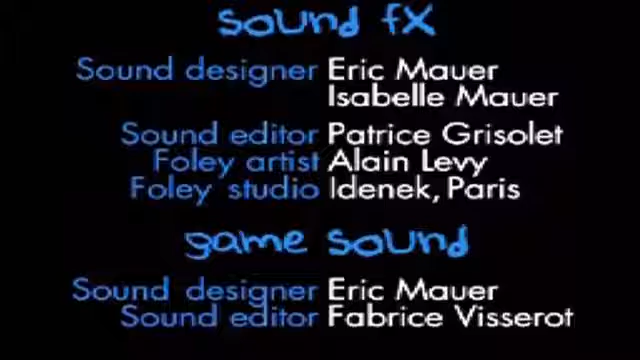 sound fx
Sound designer Eric Mauer
Isabelle Mauer
Sound editor Patrice Grisolet
Foley artist Alain Levy
Foley studio Idenek, Paris
game sound
Sound designer Eric Mauer
Sound editor Fabrice Visserot